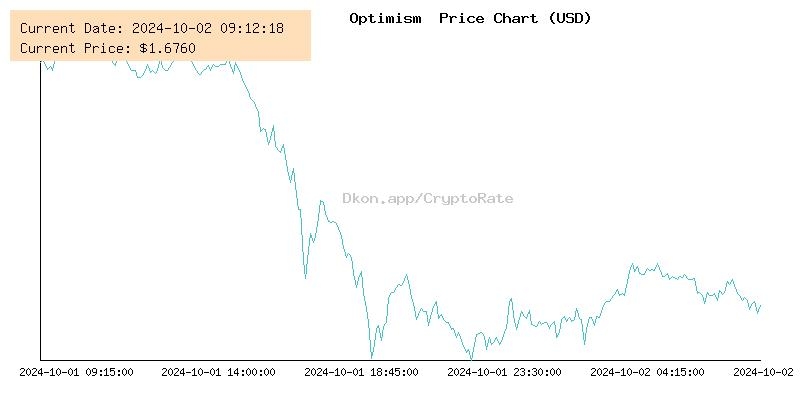 Optimism Price Chart (USD)
Current Date: 2024-10-02 09:12:18
Current Price: $1.6760
Dkon.app/CryptoRate
2024-10-01 09:15:00 2024-10-01 14:00:00 2024-10-01 18:45:00 2024-10-01 23:30:00 2024-10-02 04:15:00 2024-10-02